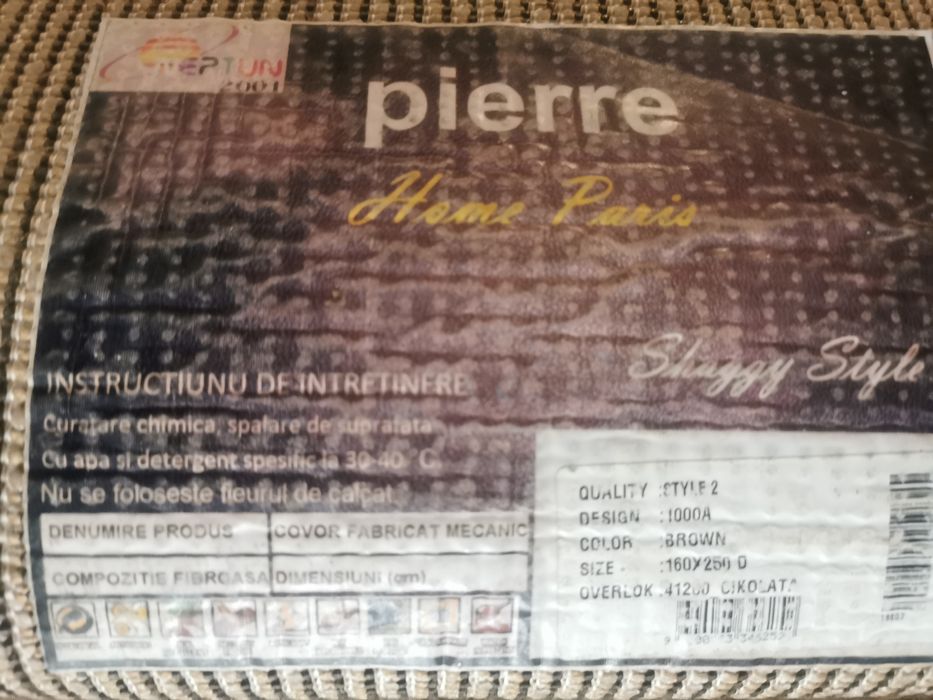 NEPTUN
2001
pierre
Home Paris
Shaggy Style
INSTRUCTIUNU DE INTRETINERE
Curatare chimica, spalare de suprafata
Cu apa si detergent spesific la 30-40 °C.
Nu se foloseste fleurul de calcat.
DENUMIRE PRODUS COVOR FABRICAT MECANIC
COMPOZITIE FIBROASA DIMENSIUNI (cm)
QUALITY :STYLE 2
DESIGN :1000A
COLOR :BROWN
SIZE :160X250 D
OVERLOK :41200 CIKOLATA